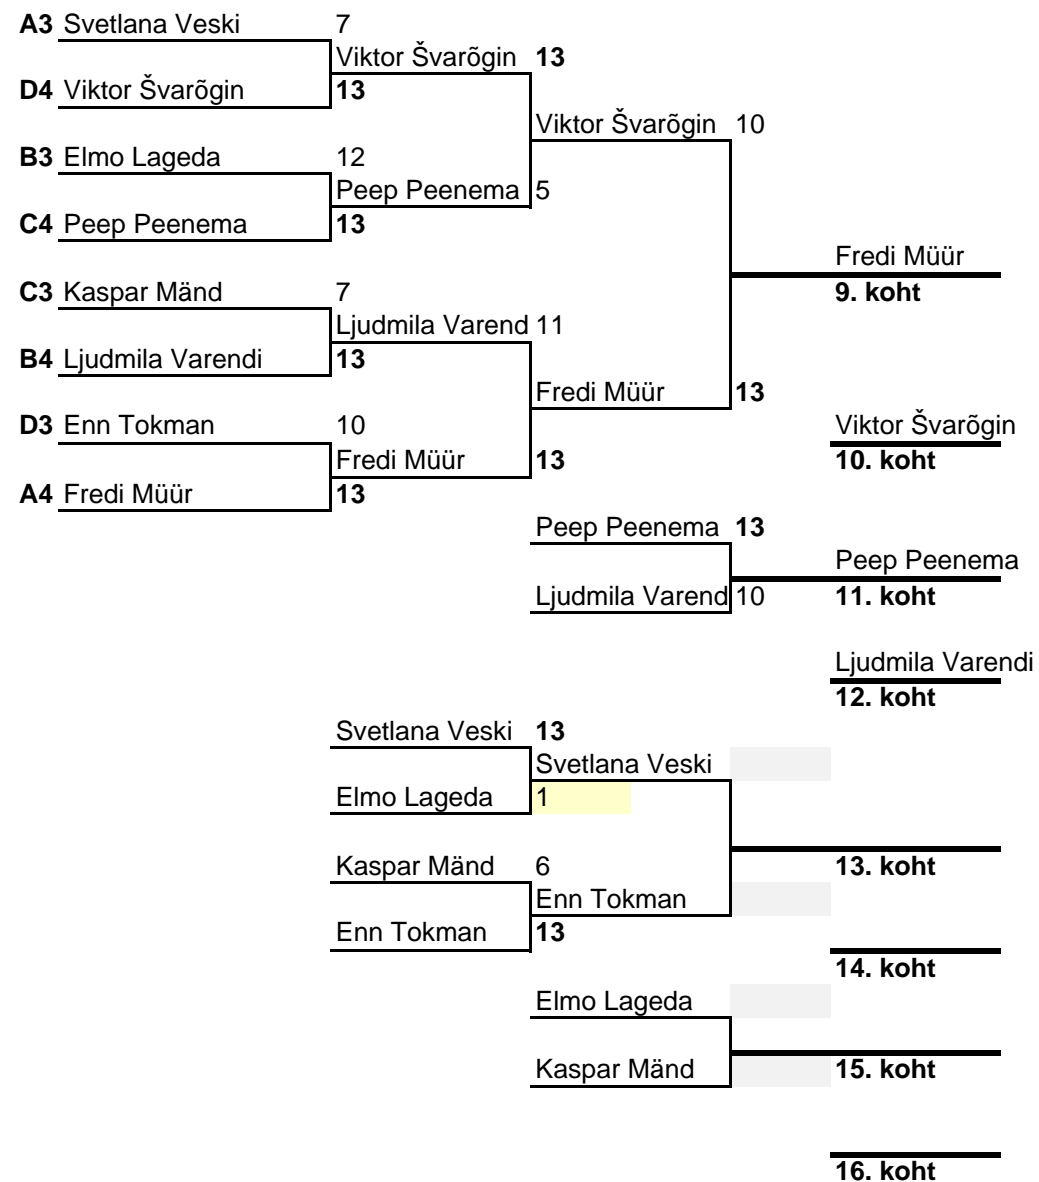 A3 Svetlana Veski 7
Viktor Švarõgin 13
D4 Viktor Švarõgin 13
Viktor Švarõgin 10
B3 Elmo Lageda 12
Peep Peenema 5
C4 Peep Peenema 13
Fredi Müür
C3 Kaspar Mänd 7 9. koht
Ljudmila Varend 11
B4 Ljudmila Varendi 13
Fredi Müür 13
D3 Enn Tokman 10 Viktor Švarõgin
Fredi Müür 13 10. koht
A4 Fredi Müür 13
Peep Peenema 13
Peep Peenema
Ljudmila Varend 10 11. koht
Ljudmila Varendi
12. koht
Svetlana Veski 13
Svetlana Veski
Elmo Lageda 1
Kaspar Mänd 6 13. koht
Enn Tokman
Enn Tokman 13
14. koht
Elmo Lageda
Kaspar Mänd 15. koht
16. koht